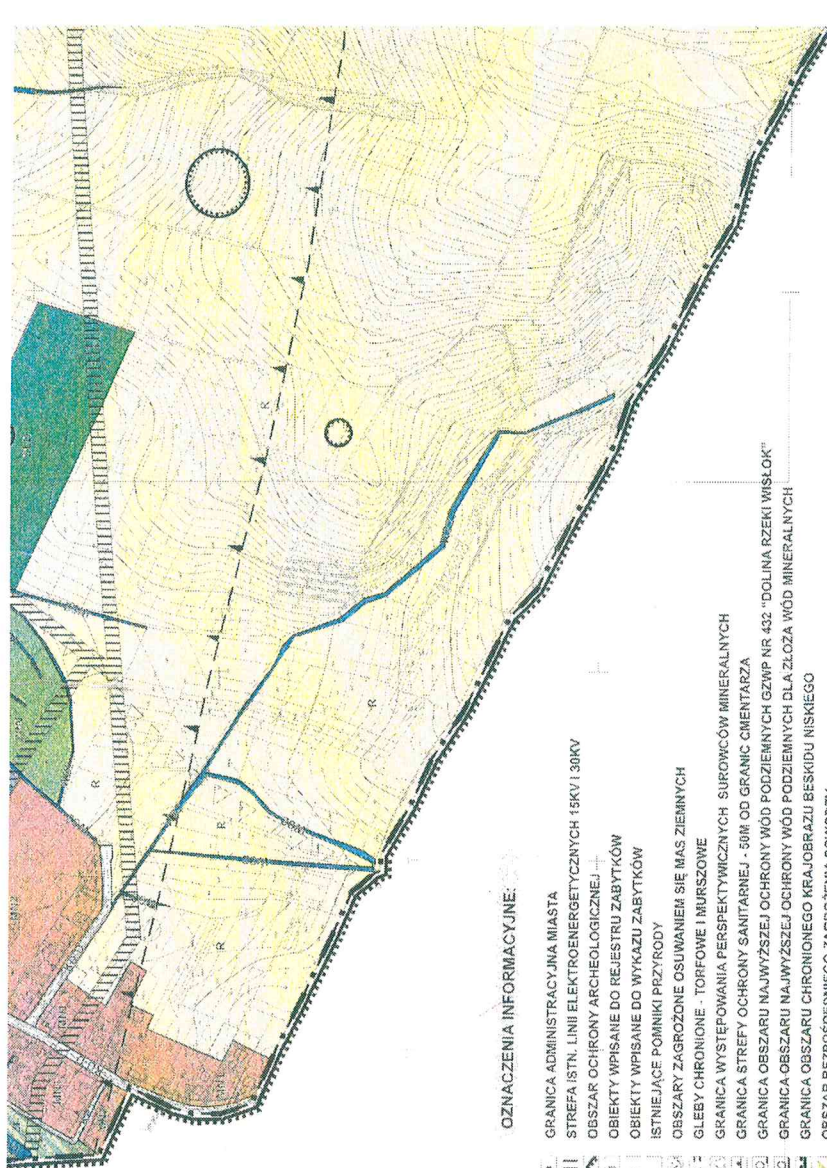 OZNACZENIA INFORMACYJNE:
GRANICA ADMINISTRACYJNA MIASTA
STREFA ISTN. LINII ELEKTROENERGETYCZNYCH 15KV I 30KV
OBSZAR OCHRONY ARCHEOLOGICZNEJ
OBIEKTY WPISANE DO REJESTRU ZABYTKÓW
OBIEKTY WPISANE DO WYKAZU ZABYTKÓW
ISTNIEJĄCE POMNIKI PRZYRODY
OBSZARY ZAGROŻONE OSUWANIEM SIĘ MAS ZIEMNYCH
GLEBY CHRONIONE - TORFOWE I MURSZOWE
GRANICA WYSTĘPOWANIA PERSPEKTYWICZNYCH SUROWCÓW MINERALNYCH
GRANICA STREFY OCHRONY SANITARNEJ - 50M OD GRANIC CMENTARZA
GRANICA OBSZARU NAJWYŻSZEJ OCHRONY WÓD PODZIEMNYCH GZWP NR 432 "DOLINA RZEKI WISŁOK"
GRANICA OBSZARU NAJWYŻSZEJ OCHRONY WÓD PODZIEMNYCH DLA ZŁOŻA WÓD MINERALNYCH
GRANICA OBSZARU CHRONIONEGO KRAJOBRAZU BESKIDU NISKIEGO
R
R
R
R
R